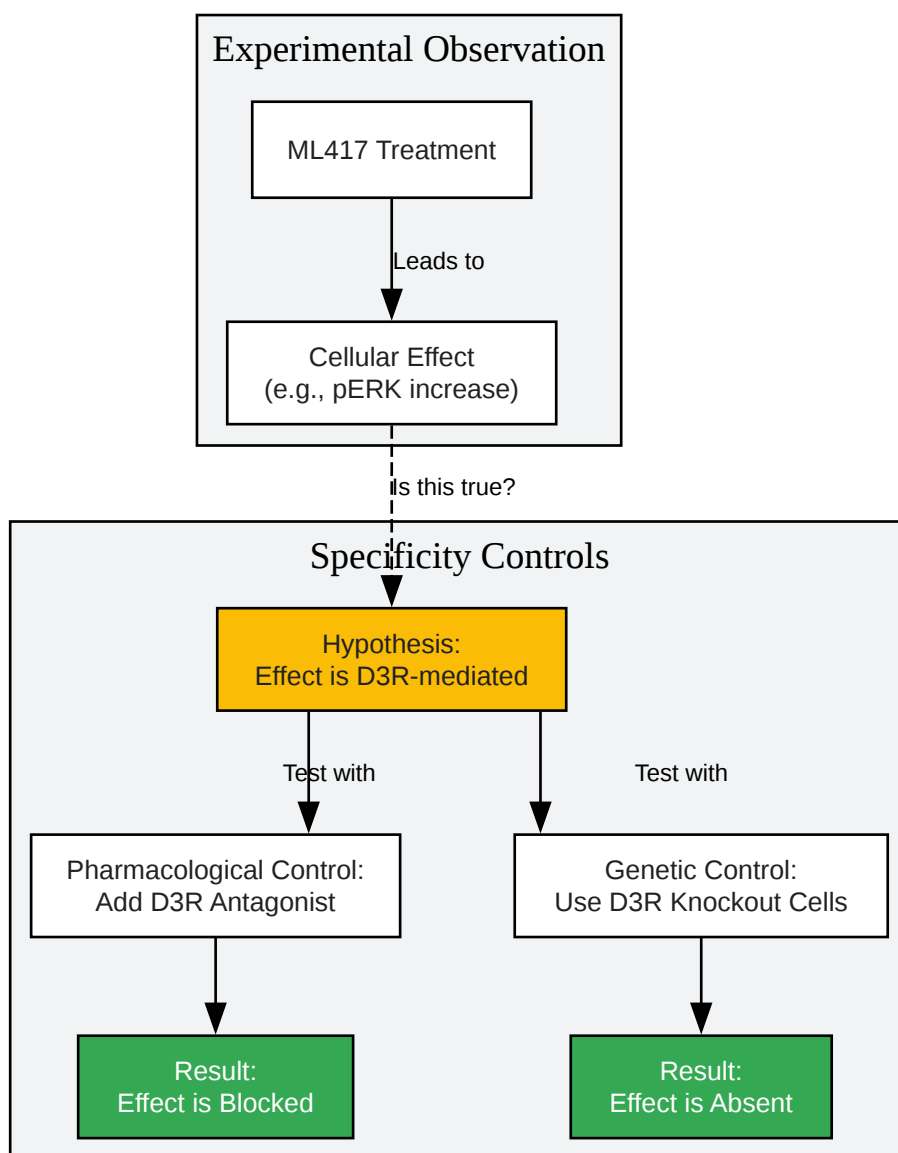 Experimental Observation
ML417 Treatment
Leads to
Cellular Effect
(e.g., pERK increase)
Is this true?
Specificity Controls
Hypothesis:
Effect is D3R-mediated
Test with
Test with
Pharmacological Control:
Add D3R Antagonist
Genetic Control:
Use D3R Knockout Cells
Result:
Effect is Blocked
Result:
Effect is Absent